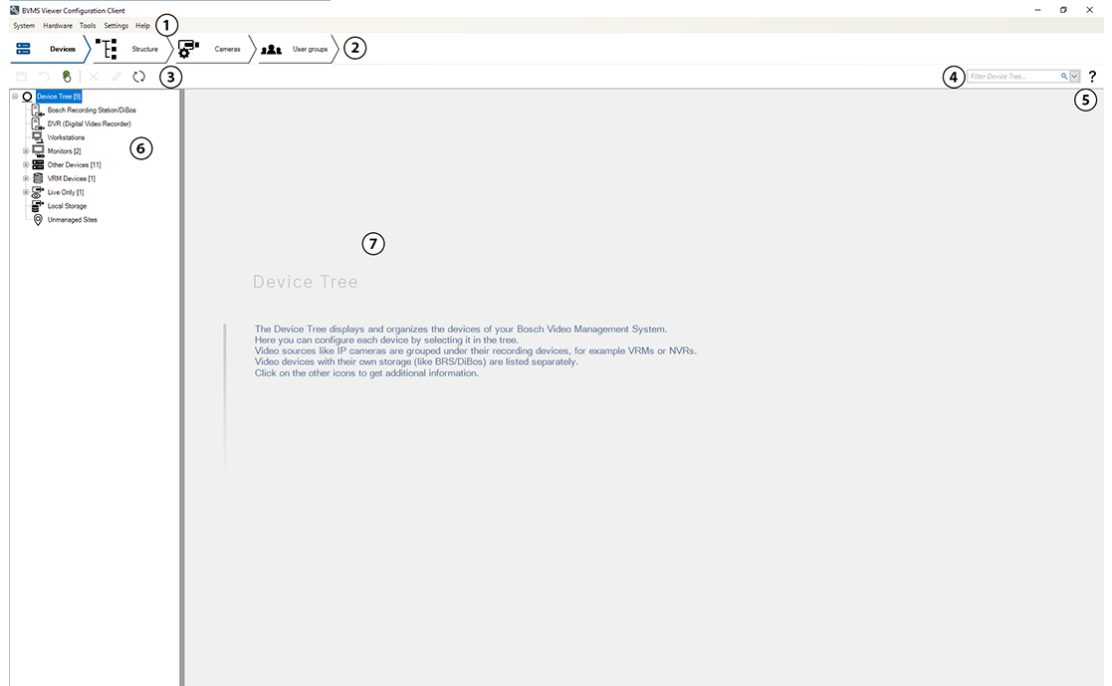 BVMS Viewer Configuration Client
System Hardware Tools Settings Help 1
Devices Structure Cameras User groups 2
3 4 Filter Device Tree... ?
5
Device Tree [9]
Bosch Recording Station/DiBos
DVR (Digital Video Recorder)
Workstations
6
Monitors [2]
Other Devices [11]
VRM Devices [1]
Live Only [1]
Local Storage
Unmanaged Sites
7
Device Tree
The Device Tree displays and organizes the devices of your Bosch Video Management System.
Here you can configure each device by selecting it in the tree.
Video sources like IP cameras are grouped under their recording devices, for example VRMs or NVRs.
Video devices with their own storage (like BRS/DiBos) are listed separately.
Click on the other icons to get additional information.